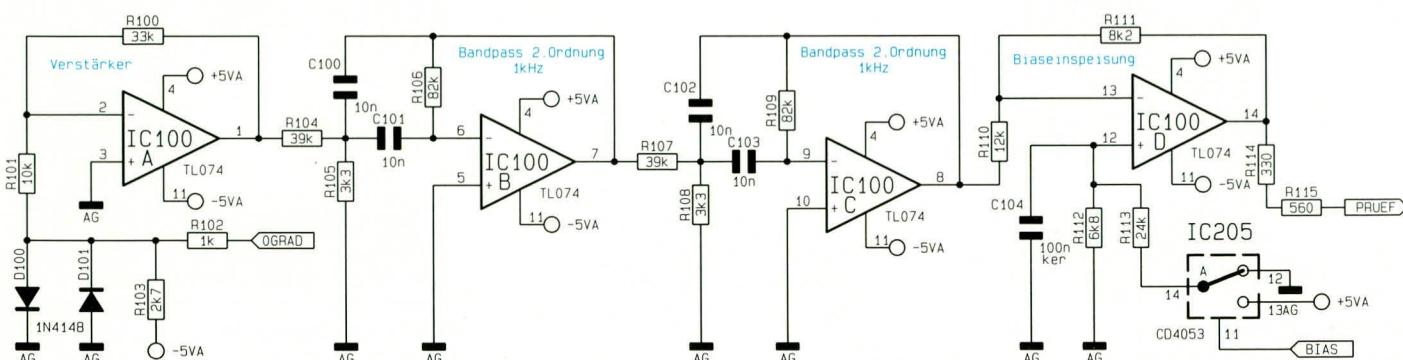 R100
33k
Verstärker
+5VA
4
2
-
IC100
A
1
3
+
TL074
11
-5VA
AG
R101
10k
R102
1k
0GRAD
D100
D101
1N4148
R103
2k7
-5VA
AG
AG
R104
39k
C100
10n
C101
10n
R105
3k3
AG
R106
82k
Bandpass 2.Ordnung
1kHz
+5VA
4
6
-
IC100
B
7
5
+
TL074
11
-5VA
AG
R107
39k
C102
10n
C103
10n
R108
3k3
AG
R109
82k
Bandpass 2.Ordnung
1kHz
+5VA
4
9
-
IC100
C
8
10
+
TL074
11
-5VA
AG
R110
12k
R111
8k2
Biaseinspeisung
+5VA
4
13
-
IC100
D
14
12
+
TL074
11
-5VA
C104
100n
ker
R112
6k8
AG
AG
R113
24k
R114
330
R115
560
PRUEF
IC205
A
14
12
13
AG
+5VA
CD4053
11
BIAS